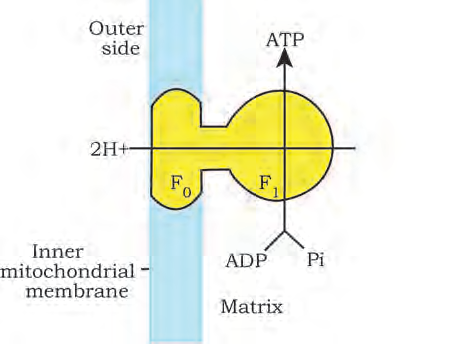 Outer
side
ATP
2H+
F0
F1
Inner
mitochondrial
membrane
ADP
Pi
Matrix